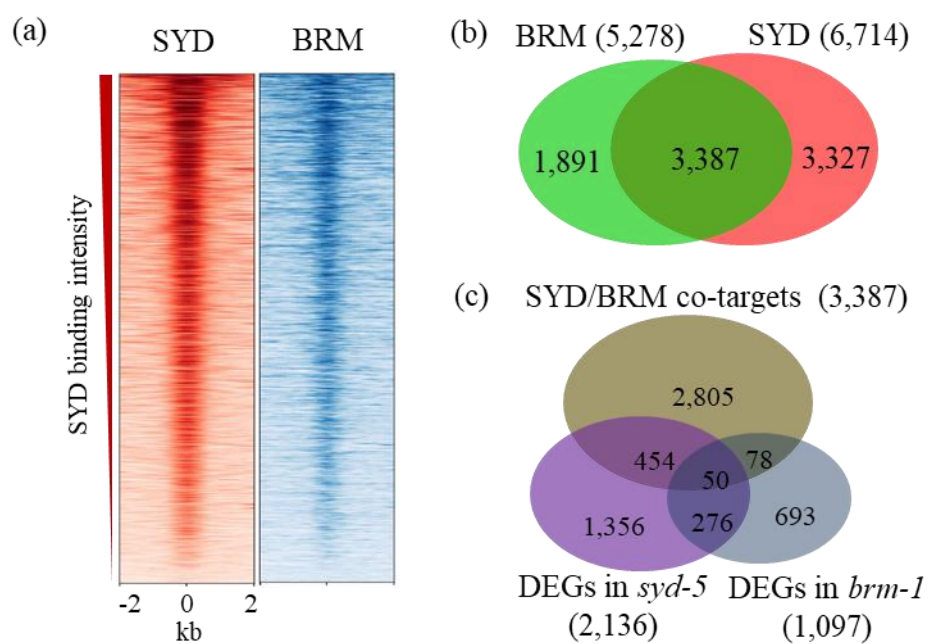 (a)
SYD BRM
SYD binding intensity
-2 0 2
kb
(b)
BRM (5,278) SYD (6,714)
1,891 3,387 3,327
(c) SYD/BRM co-targets (3,387)
2,805
454 78
50
1,356 276 693
DEGs in syd-5 DEGs in brm-1
(2,136) (1,097)